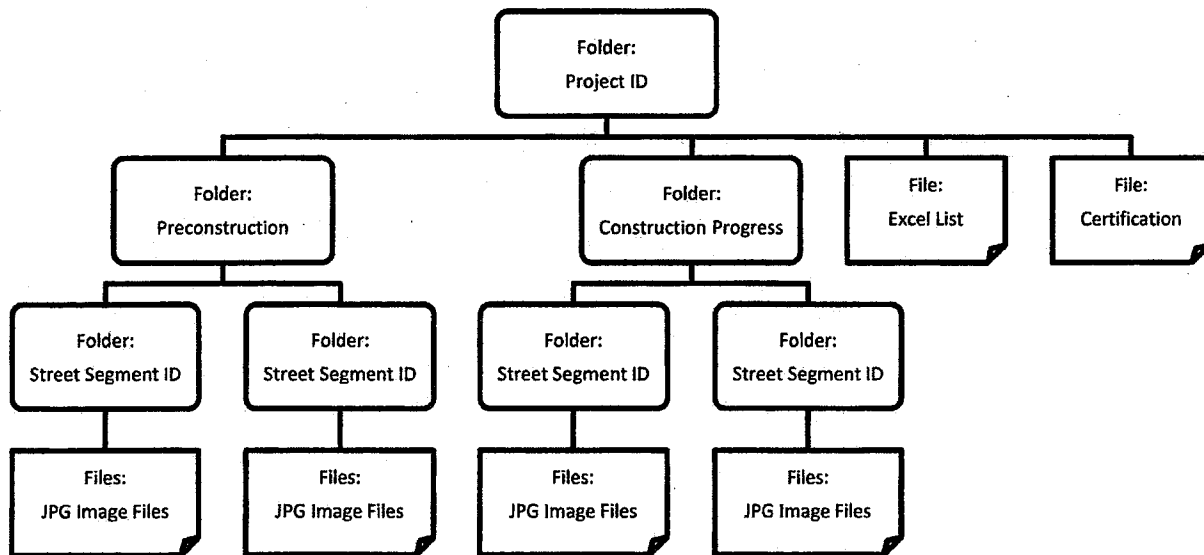 Folder:
Project ID
Folder:
Preconstruction
Folder:
Construction Progress
File:
Excel List
File:
Certification
Folder:
Street Segment ID
Folder:
Street Segment ID
Folder:
Street Segment ID
Folder:
Street Segment ID
Files:
JPG Image Files
Files:
JPG Image Files
Files:
JPG Image Files
Files:
JPG Image Files